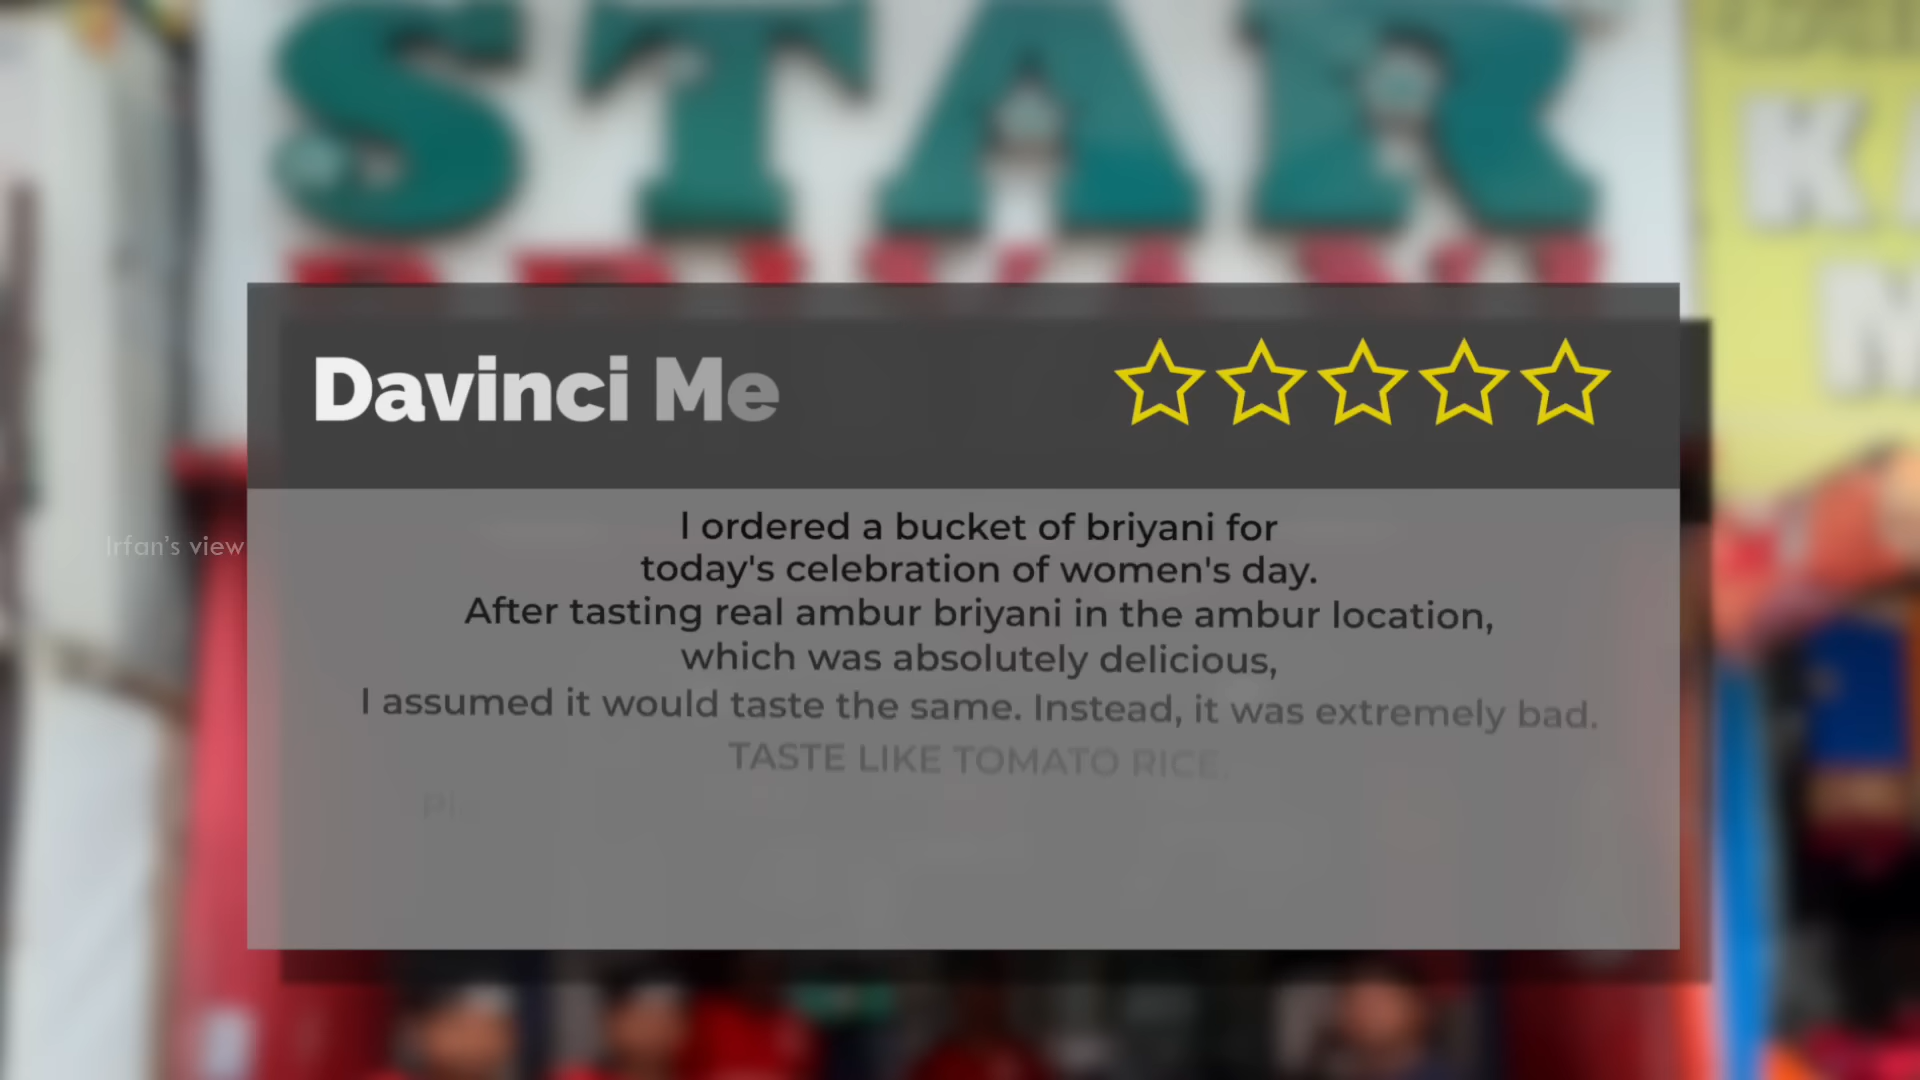 STAR
BRIYANI
KA
M
Davinci Me
Irfan's view
I ordered a bucket of briyani for
today's celebration of women's day.
After tasting real ambur briyani in the ambur location,
which was absolutely delicious,
I assumed it would taste the same. Instead, it was extremely bad.
TASTE LIKE TOMATO RICE.